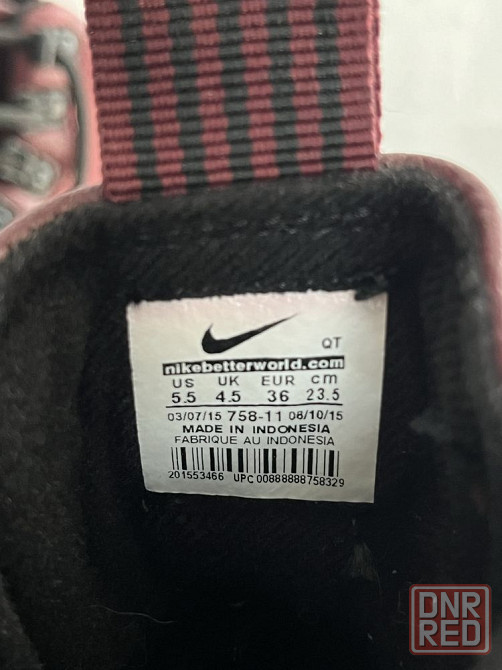 QT
nikebetterworld.com
US UK EUR cm
5.5 4.5 36 23.5
03/07/15 758-11 06/10/15
MADE IN INDONESIA
FABRIQUE AU INDONESIA
201553466 UPC 00888888758329
DNR
RED